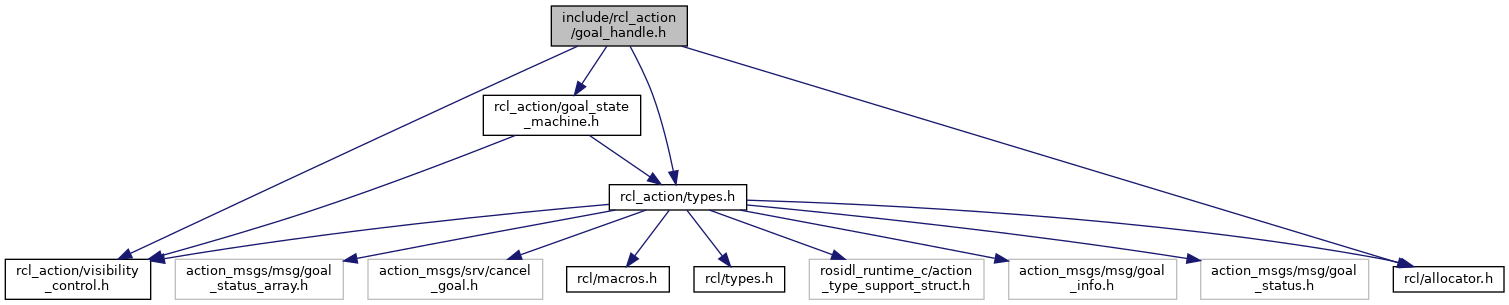 include/rcl_action
/goal_handle.h
rcl_action/goal_state
_machine.h
rcl_action/types.h
rcl_action/visibility
_control.h
action_msgs/msg/goal
_status_array.h
action_msgs/srv/cancel
_goal.h
rcl/macros.h
rcl/types.h
rosidl_runtime_c/action
_type_support_struct.h
action_msgs/msg/goal
_info.h
action_msgs/msg/goal
_status.h
rcl/allocator.h